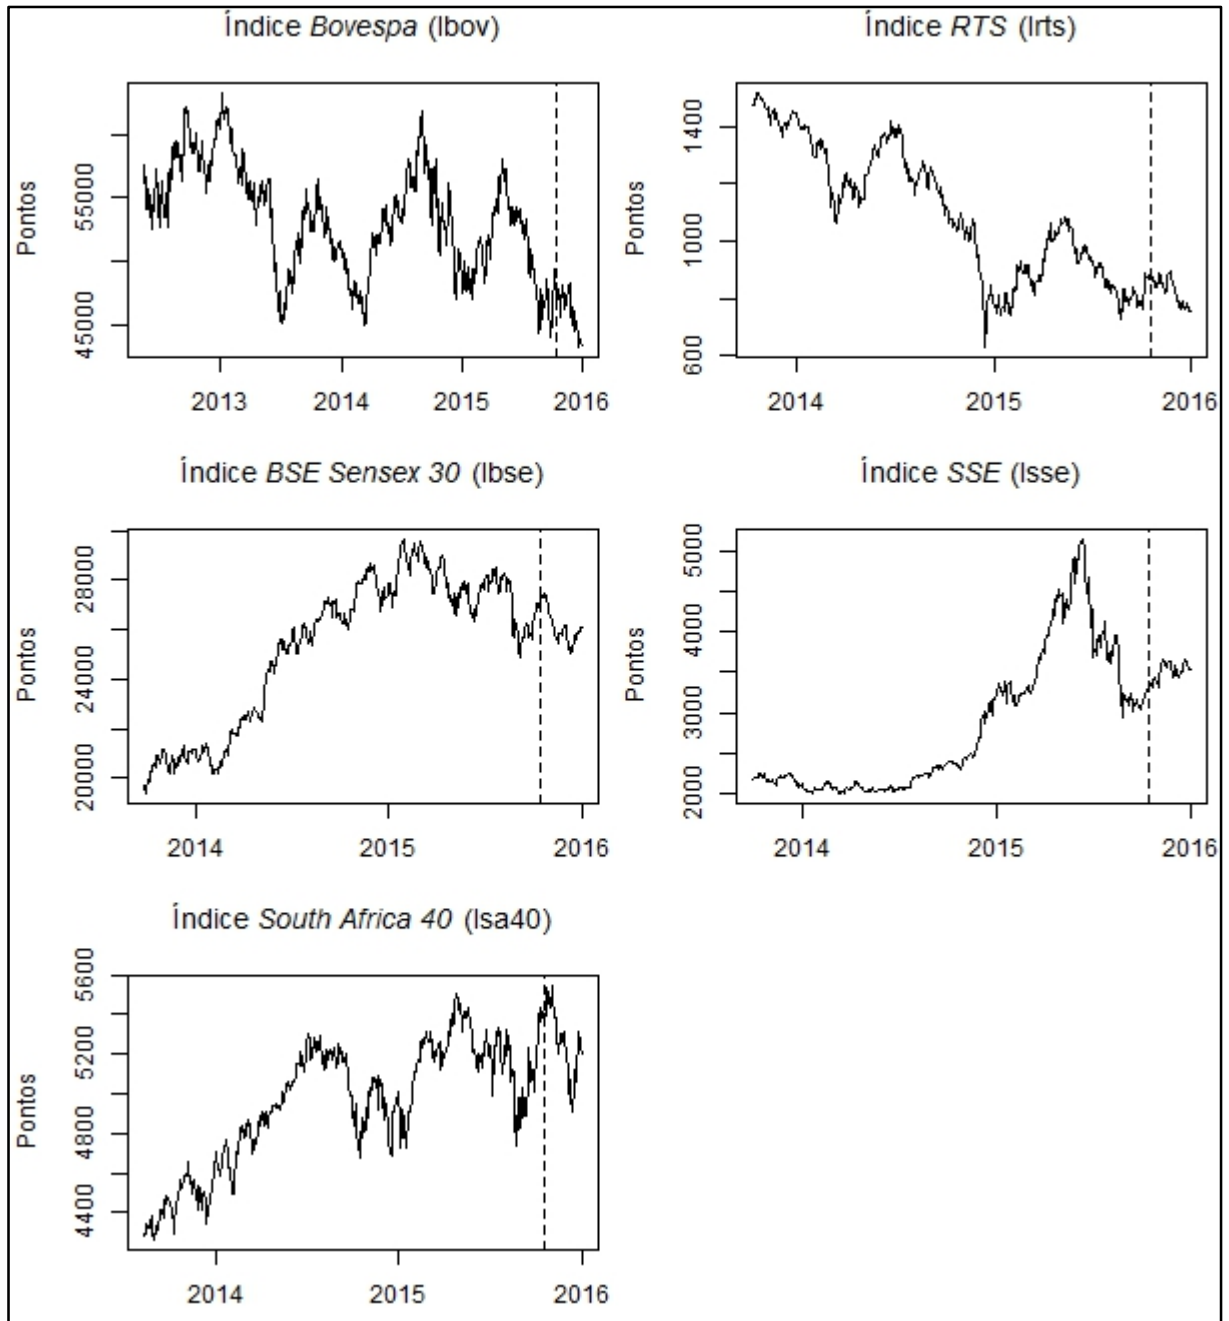 Índice Bovespa (Ibov)
Pontos
55000
45000
2013 2014 2015 2016
Índice RTS (Irts)
Pontos
1400
1000
600
2014 2015 2016
Índice BSE Sensex 30 (Ibse)
Pontos
28000
24000
20000
2014 2015 2016
Índice SSE (Isse)
Pontos
5000
4000
3000
2000
2014 2015 2016
Índice South Africa 40 (Isa40)
Pontos
5600
5200
4800
4400
2014 2015 2016